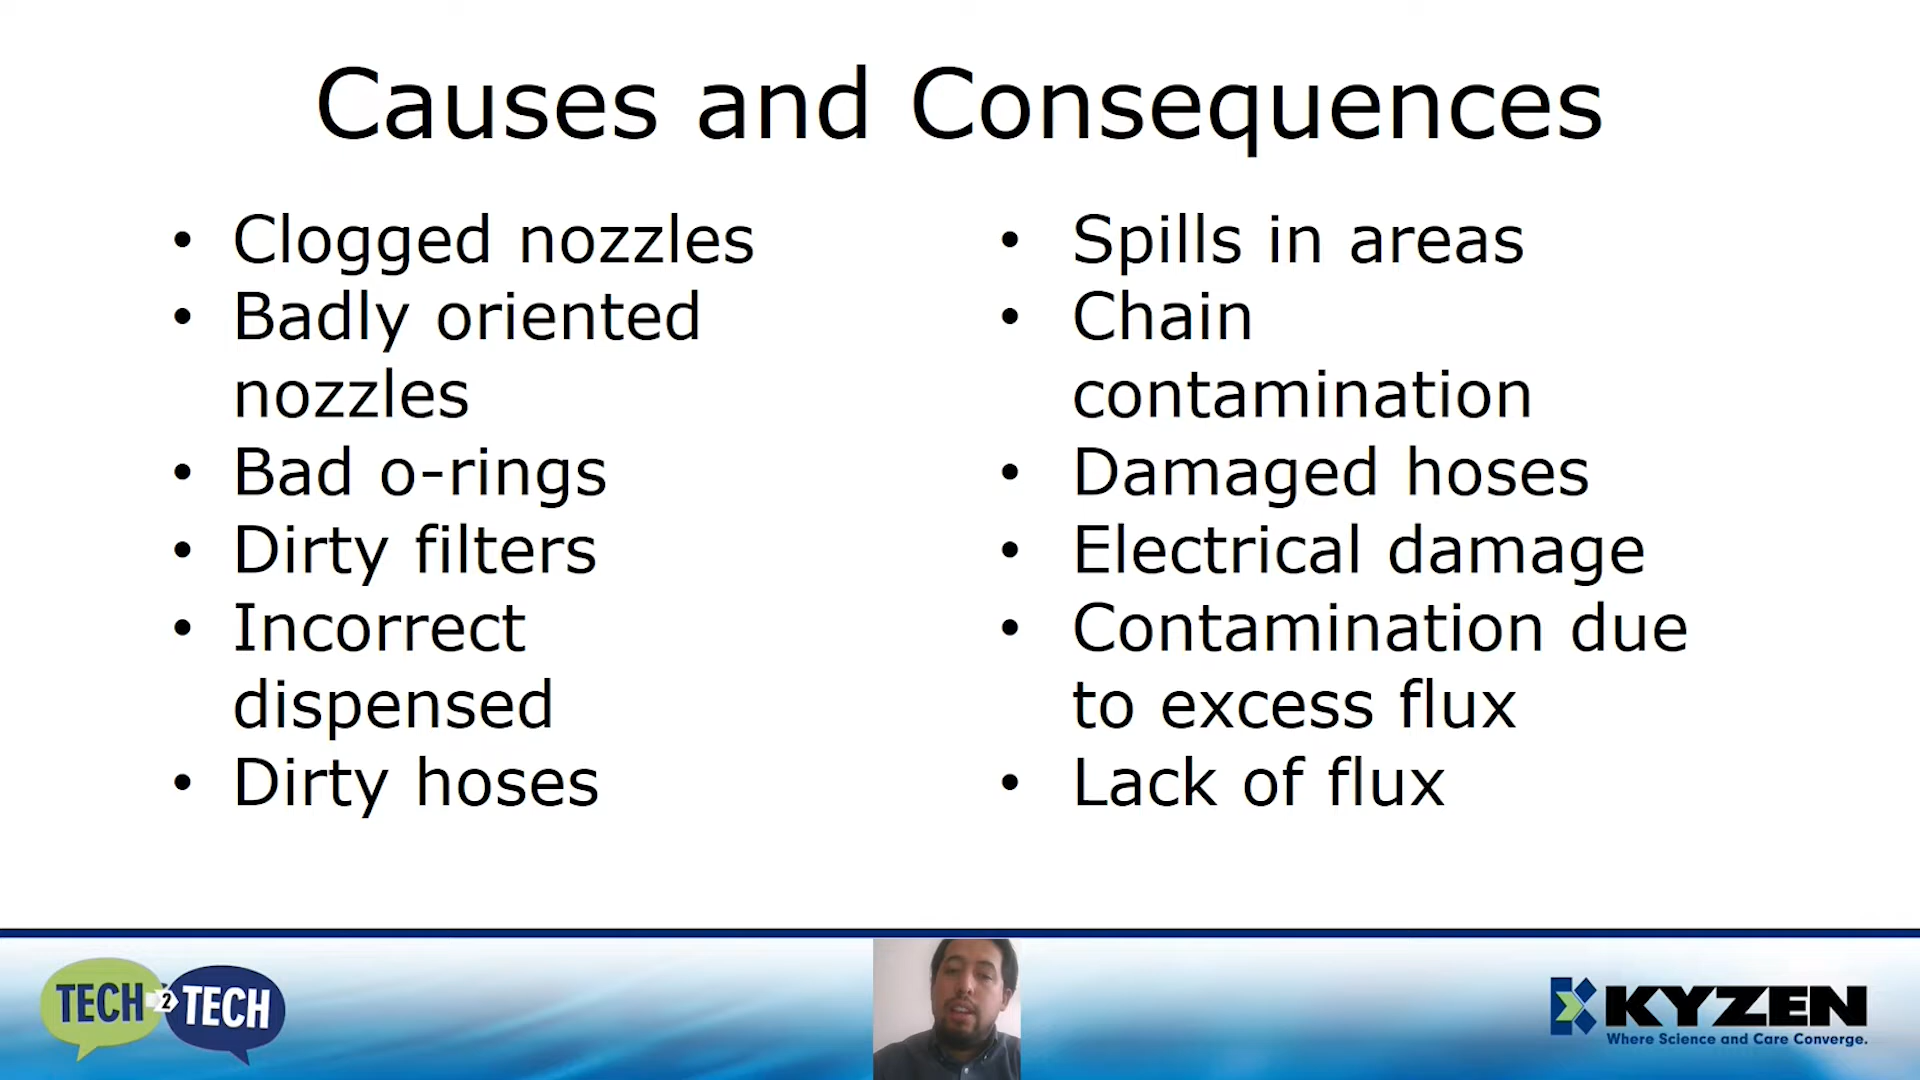 Causes and Consequences
• Clogged nozzles
• Badly oriented
nozzles
• Bad o-rings
• Dirty filters
• Incorrect
dispensed
• Dirty hoses
• Spills in areas
• Chain
contamination
• Damaged hoses
• Electrical damage
• Contamination due
to excess flux
• Lack of flux
TECH 2 TECH
KYZEN
Where Science and Care Converge.